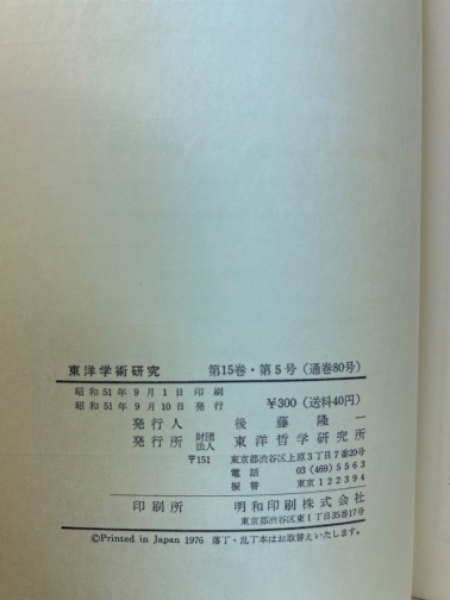 東洋学術研究 第15巻・第5号(通巻80号)
昭和51年9月1日 印刷
昭和51年9月10日 発行 ¥300(送料40円)
発行人 後藤隆一
発行所 財団法人 東洋哲学研究所
〒151 東京都渋谷区上原3丁目7番20号
電話 03(469)5563
振替 東京122394
印刷所 明和印刷株式会社
東京都渋谷区東1丁目35番17号
©Printed in Japan 1976 落丁・乱丁本はお取替えいたします。